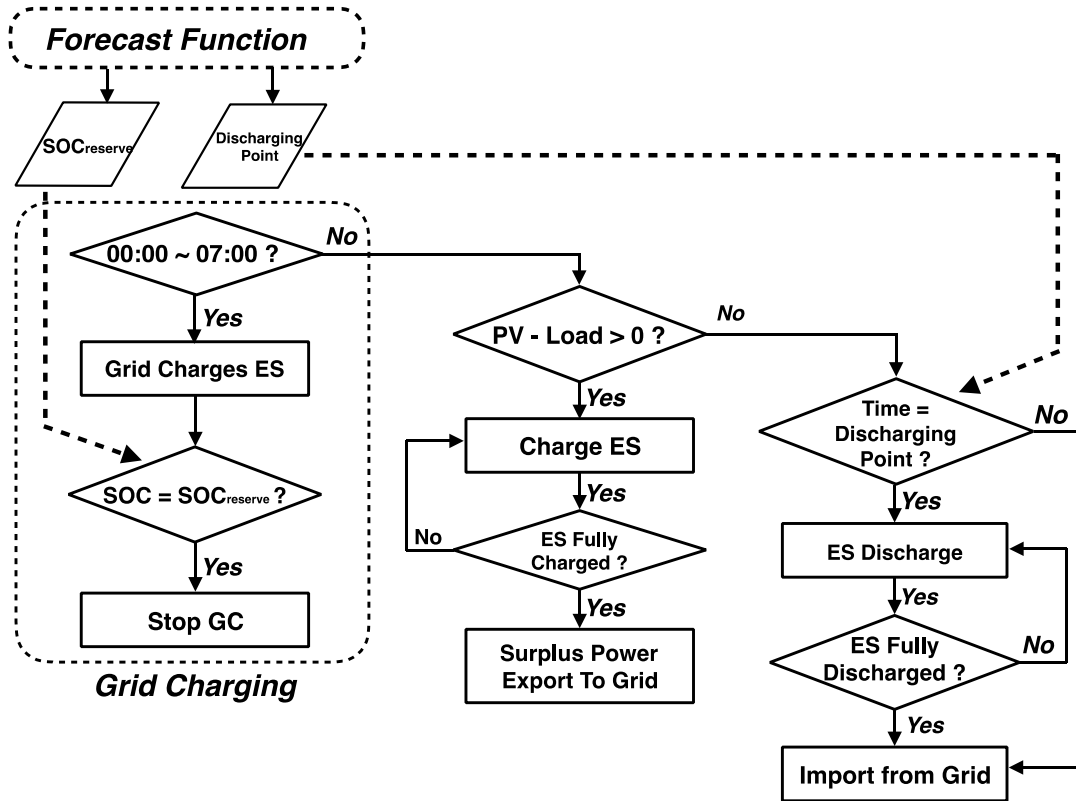 Forecast Function
SOCreserve
Discharging
Point
00:00 ~ 07:00 ?
No
Yes
Grid Charges ES
SOC = SOCreserve ?
Yes
Stop GC
Grid Charging
PV - Load > 0 ?
No
Yes
Charge ES
No
ES Fully
Charged ?
Yes
Surplus Power
Export To Grid
Time =
Discharging
Point ?
No
Yes
ES Discharge
Yes
ES Fully
Discharged ?
No
Yes
Import from Grid